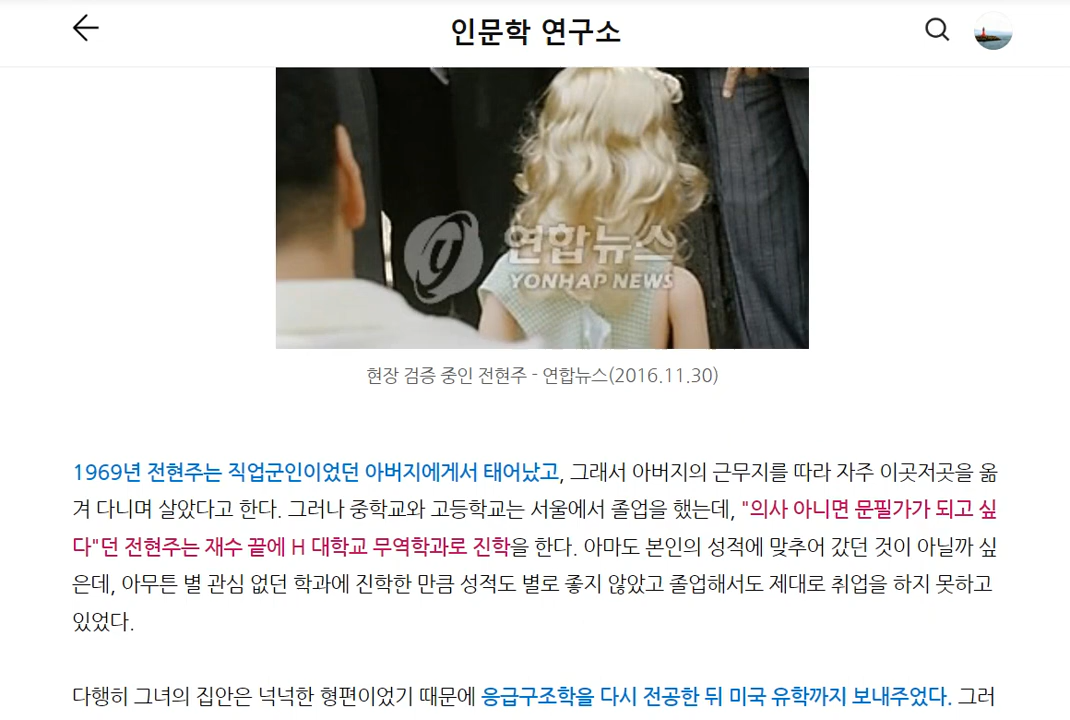 인문학 연구소
연합뉴스
YONHAP NEWS
현장 검증 중인 전현주 - 연합뉴스(2016.11.30)
1969년 전현주는 직업군인이었던 아버지에게서 태어났고, 그래서 아버지의 근무지를 따라 자주 이곳저곳을 옮
겨 다니며 살았다고 한다. 그러나 중학교와 고등학교는 서울에서 졸업을 했는데, "의사 아니면 문필가가 되고 싶
다"던 전현주는 재수 끝에 H 대학교 무역학과로 진학을 한다. 아마도 본인의 성적에 맞추어 갔던 것이 아닐까 싶
은데, 아무튼 별 관심 없던 학과에 진학한 만큼 성적도 별로 좋지 않았고 졸업해서도 제대로 취업을 하지 못하고
있었다.
다행히 그녀의 집안은 넉넉한 형편이었기 때문에 응급구조학을 다시 전공한 뒤 미국 유학까지 보내주었다. 그러